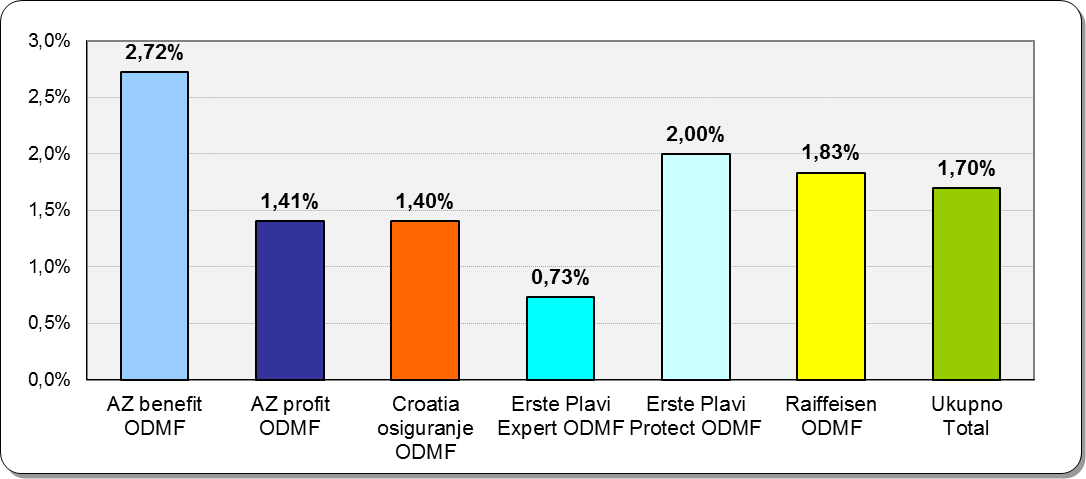 3,0%
2,5%
2,0%
1,5%
1,0%
0,5%
0,0%
2,72%
1,41%
1,40%
0,73%
2,00%
1,83%
1,70%
AZ benefit
ODMF
AZ profit
ODMF
Croatia
osiguranje
ODMF
Erste Plavi
Expert ODMF
Erste Plavi
Protect ODMF
Raiffeisen
ODMF
Ukupno
Total